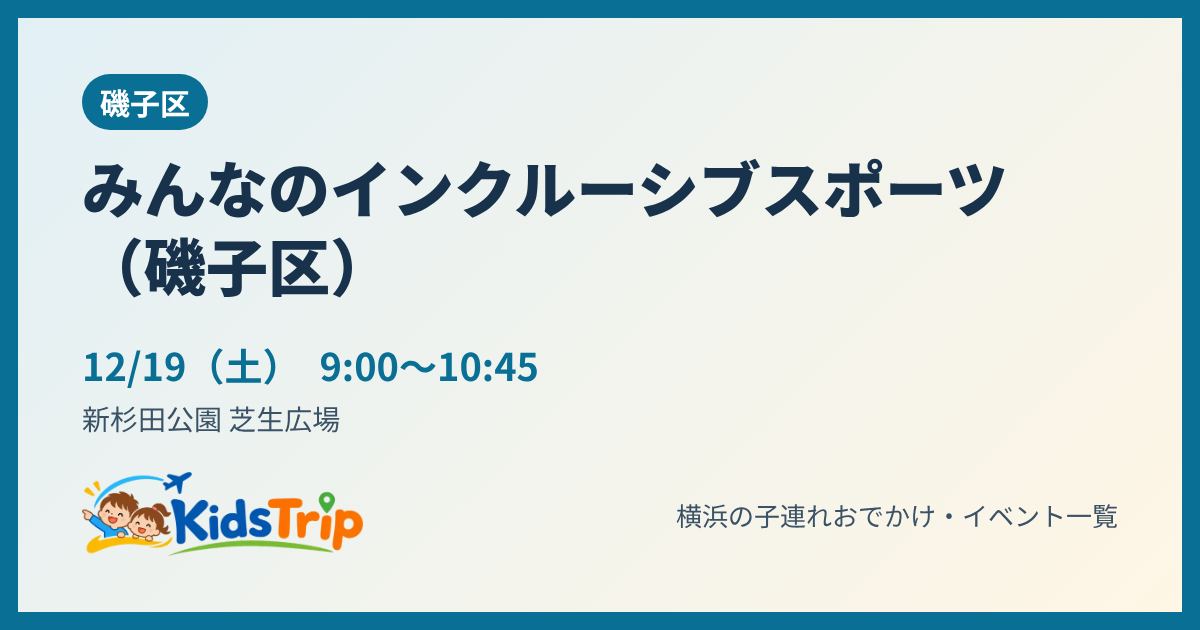 磯子区
みんなのインクルーシブスポーツ
（磯子区）
12/19（土） 9:00〜10:45
新杉田公園 芝生広場
KidsTrip
横浜の子連れおでかけ・イベント一覧